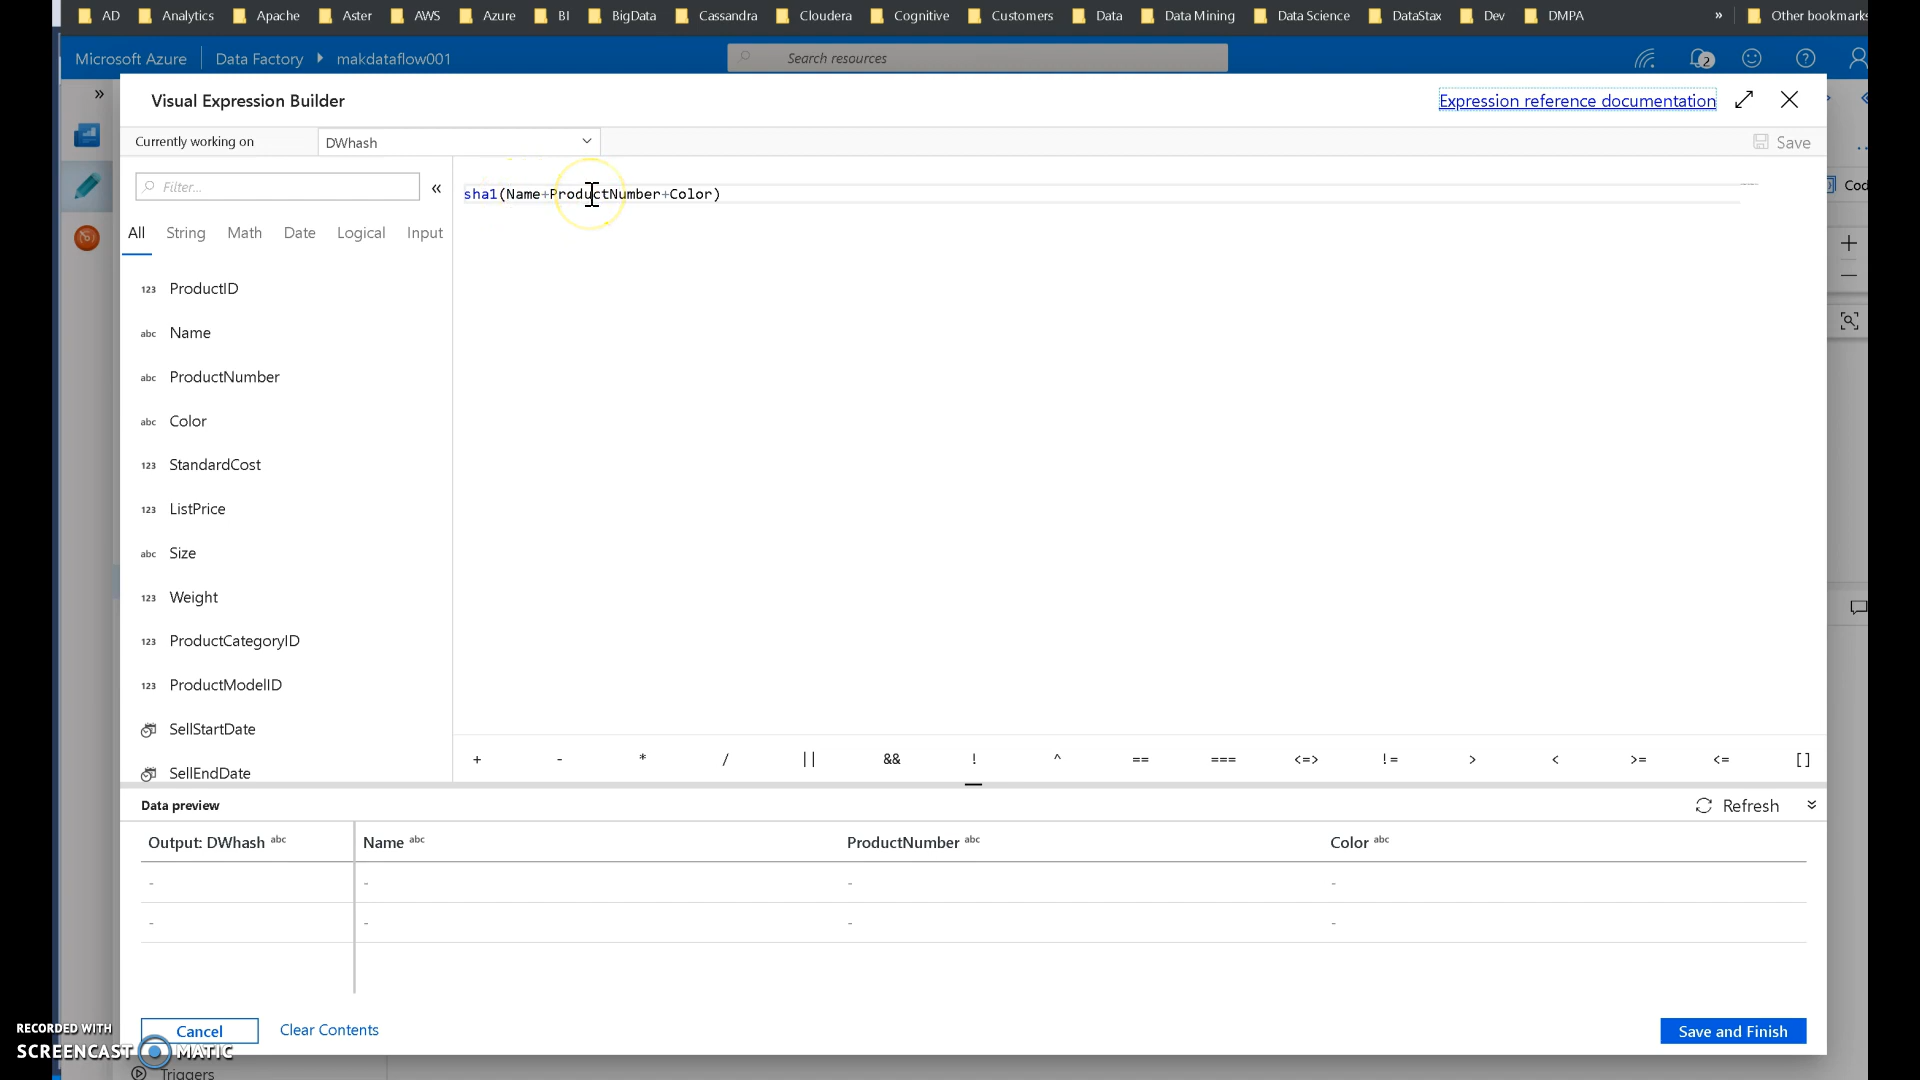 AD Analytics Apache Aster AWS Azure BI BigData Cassandra Cloudera Cognitive Customers Data Data Mining Data Science DataStax Dev DMPA » Other bookmarks
Microsoft Azure Data Factory makdataflow001 Search resources 2
»
Visual Expression Builder Expression reference documentation
Currently working on DWhash Save
Filter... «
sha1(Name+ProductNumber+Color)
All String Math Date Logical Input
123 ProductID
abc Name
abc ProductNumber
abc Color
123 StandardCost
123 ListPrice
abc Size
123 Weight
123 ProductCategoryID
123 ProductModelID
SellStartDate
SellEndDate
+ - * / || && ! ^ == === <=> != > < >= <= []
Data preview Refresh
Output: DWhash abc Name abc ProductNumber abc Color abc
- - - -
- - - -
Cancel Clear Contents Save and Finish
RECORDED WITH
SCREENCAST MATIC
Triggers